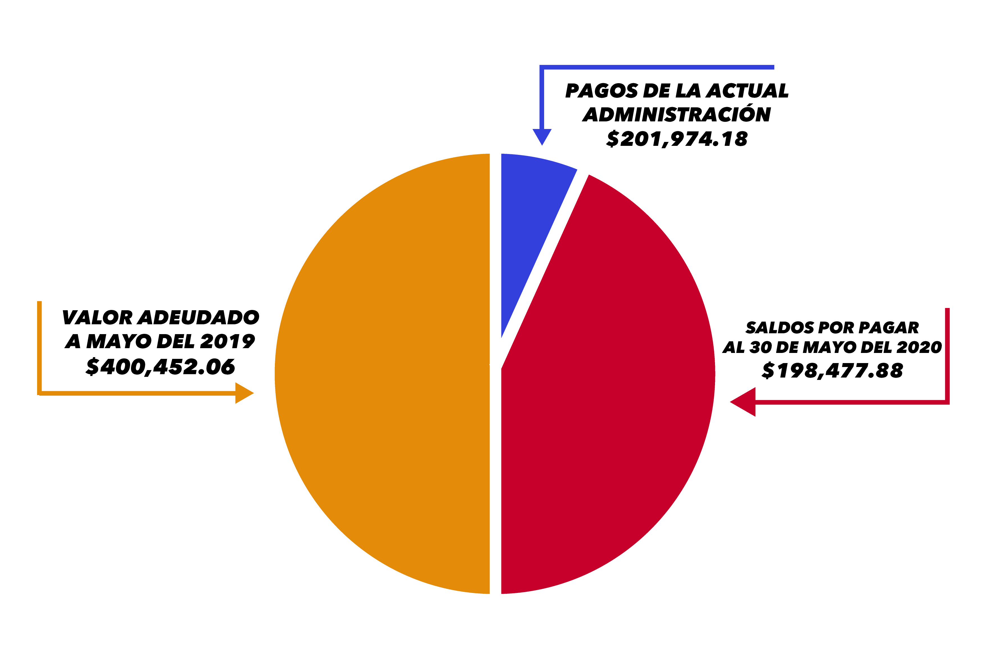 PAGOS DE LA ACTUAL
ADMINISTRACIÓN
$201,974.18
VALOR ADEUDADO
A MAYO DEL 2019
$400,452.06
SALDOS POR PAGAR
AL 30 DE MAYO DEL 2020
$198,477.88